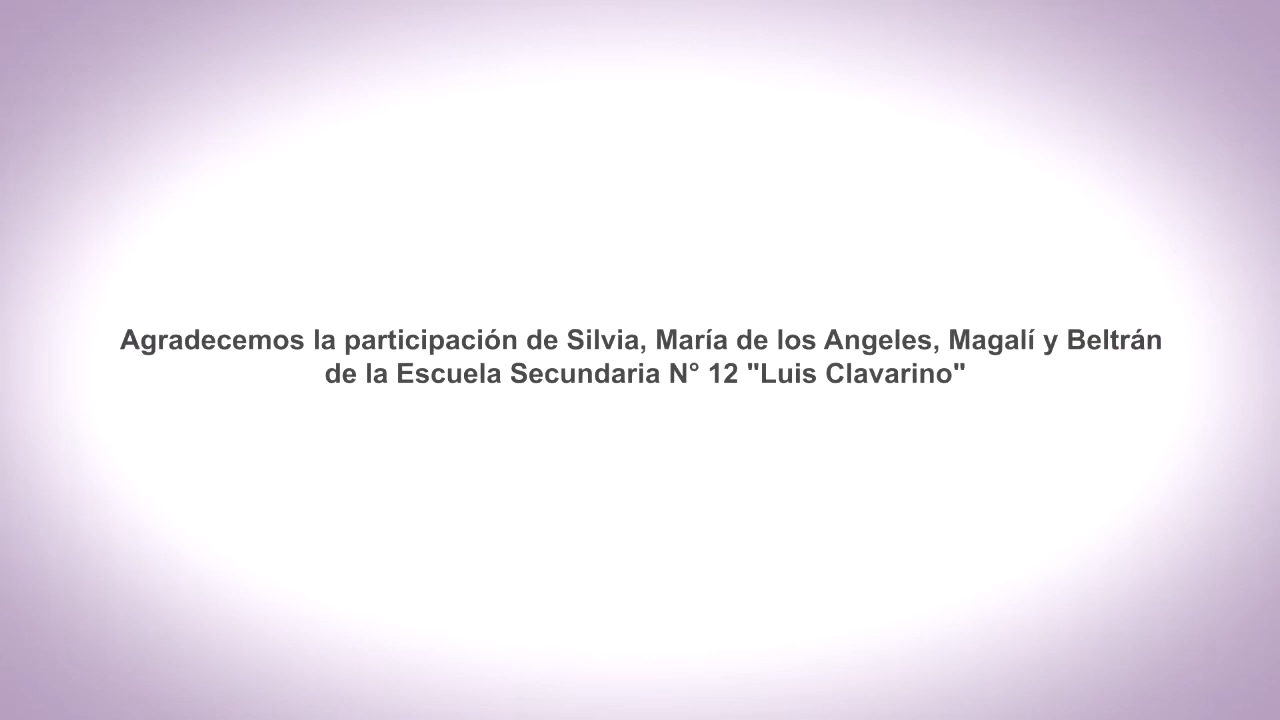 Agradecemos la participación de Silvia, María de los Angeles, Magalí y Beltrán
de la Escuela Secundaria N° 12 "Luis Clavarino"